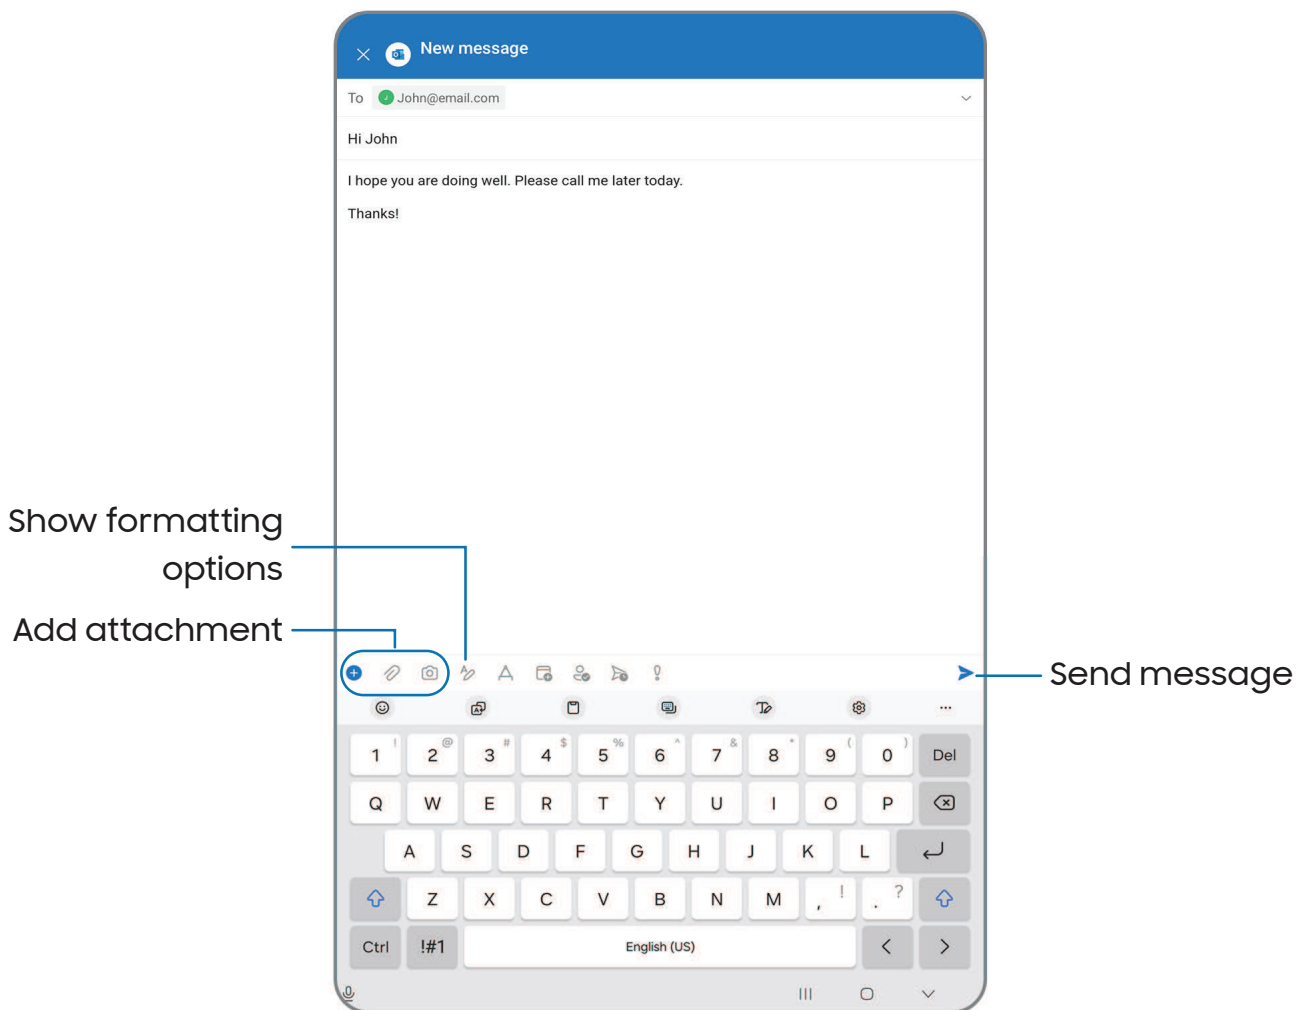 New message
To John@email.com
Hi John
I hope you are doing well. Please call me later today.
Thanks!
Show formatting
options
Add attachment
Send message
1 ! 2 @ 3 # 4 $ 5 % 6 ^ 7 & 8 * 9 ( 0 ) Del
Q W E R T Y U I O P
A S D F G H J K L
Z X C V B N M , ! . ?
Ctrl !#1 English (US) < >